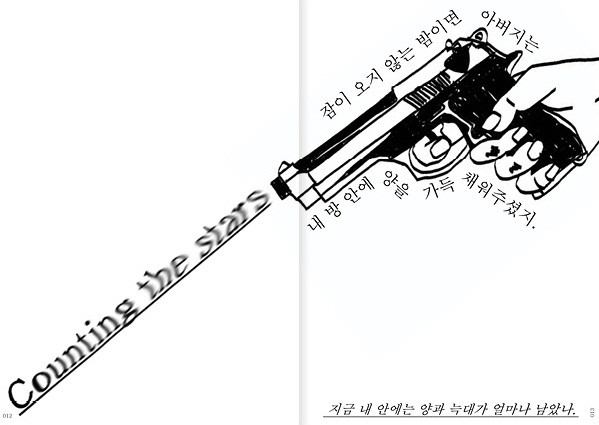 Counting the stars
잠이 오지 않는 밤이면 아버지는
내 방 안에 양을 가득 채워주셨지.
지금 내 안에는 양과 늑대가 얼마나 남았나.
012
013